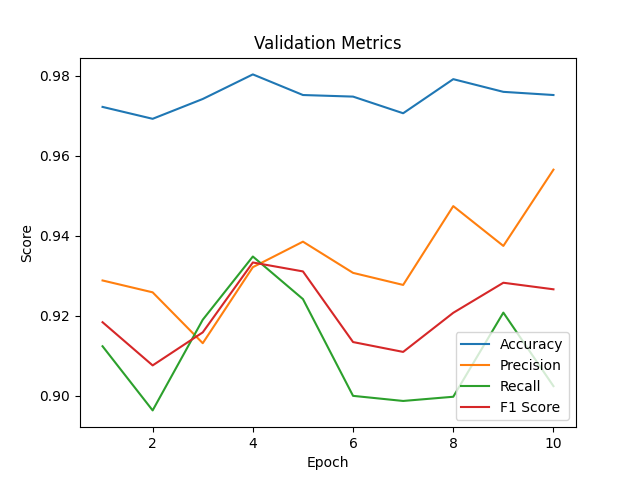 Validation Metrics
0.98
0.96
0.94
0.92
0.90
Score
2
4
6
8
10
Epoch
Accuracy
Precision
Recall
F1 Score